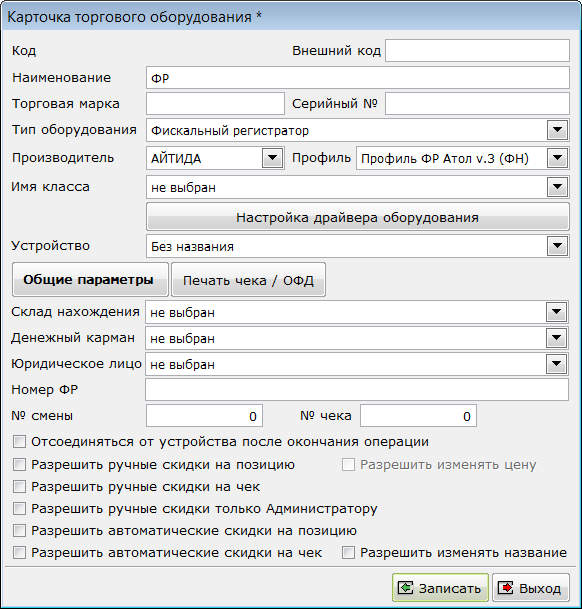 Карточка торгового оборудования *
Код Внешний код
Наименование ФР
Торговая марка Серийный №
Тип оборудования Фискальный регистратор
Производитель АЙТИДА Профиль Профиль ФР Атол v.3 (ФН)
Имя класса не выбран
Настройка драйвера оборудования
Устройство Без названия
Общие параметры Печать чека / ОФД
Склад нахождения не выбран
Денежный карман не выбран
Юридическое лицо не выбран
Номер ФР
№ смены 0 № чека 0
Отсоединяться от устройства после окончания операции
Разрешить ручные скидки на позицию Разрешить изменять цену
Разрешить ручные скидки на чек
Разрешить ручные скидки только Администратору
Разрешить автоматические скидки на позицию
Разрешить автоматические скидки на чек Разрешить изменять название
Записать Выход